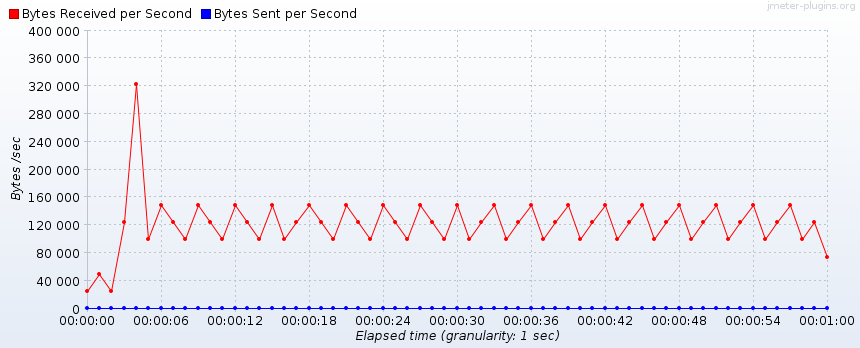 jmeter-plugins.org
Bytes Received per Second Bytes Sent per Second
400 000
360 000
320 000
280 000
240 000
200 000
160 000
120 000
80 000
40 000
0
Bytes /sec
00:00:00 00:00:06 00:00:12 00:00:18 00:00:24 00:00:30 00:00:36 00:00:42 00:00:48 00:00:54 00:01:00
Elapsed time (granularity: 1 sec)